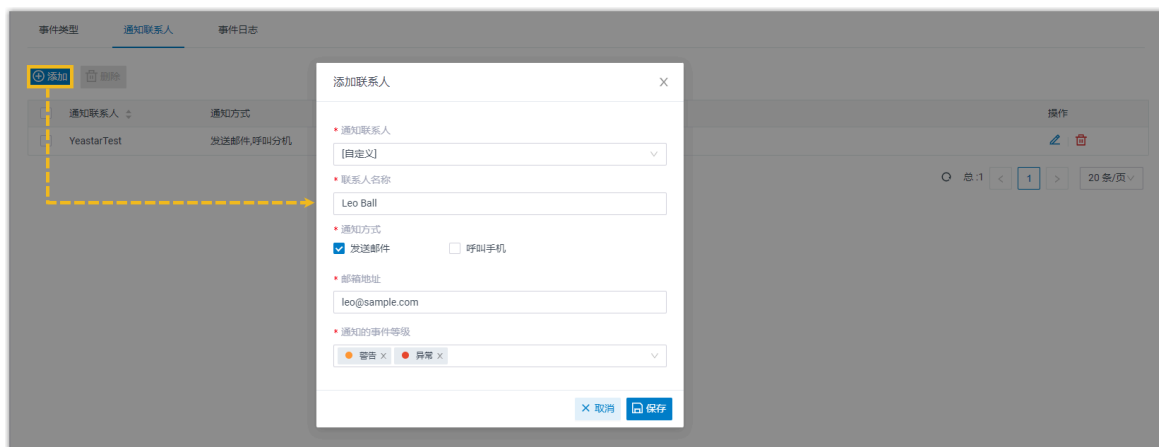 事件类型 通知联系人 事件日志
添加 删除
通知联系人 通知方式 操作
YeastarTest 发送邮件,呼叫分机
总:1 < 1 > 20 条/页
添加联系人 X
* 通知联系人
[自定义]
* 联系人名称
Leo Ball
* 通知方式
发送邮件 呼叫手机
* 邮箱地址
leo@sample.com
* 通知的事件等级
警告 x 异常 x
取消 保存